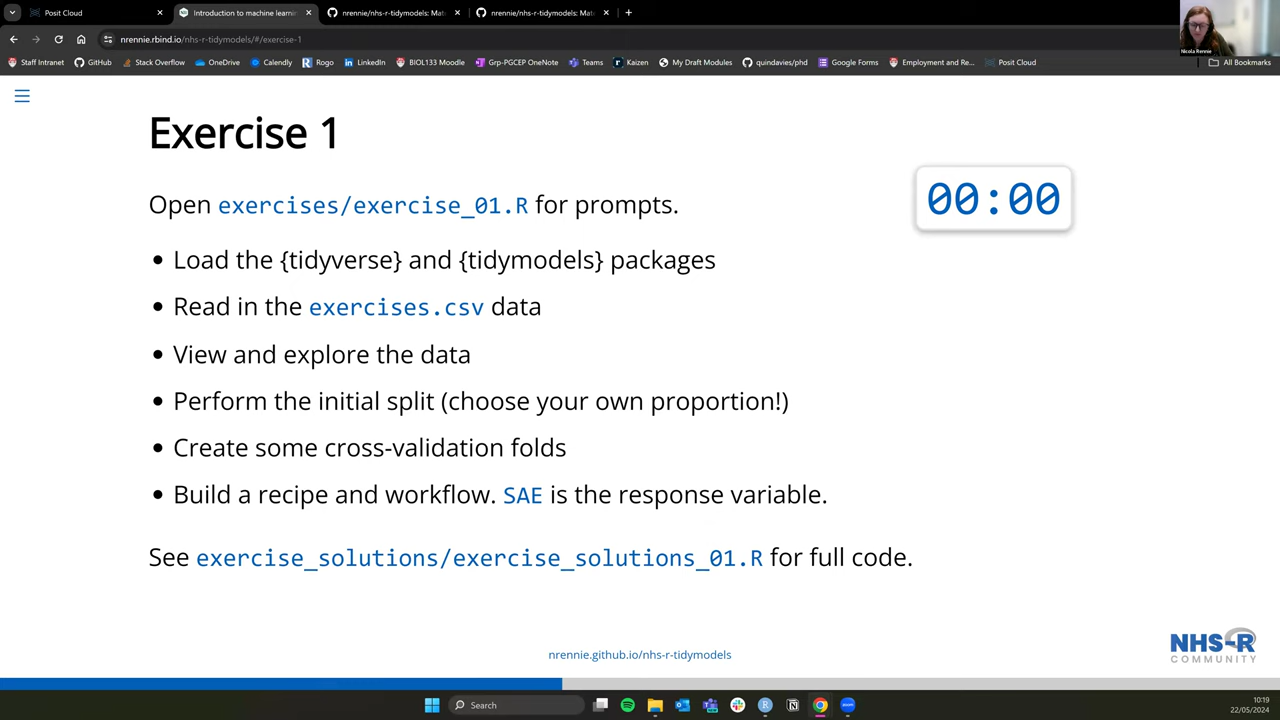 Posit Cloud
Introduction to machine learni
nrennie/nhs-r-tidymodels: Mat
nrennie/nhs-r-tidymodels: Mat
nrennie.rbind.io/nhs-r-tidymodels/#/exercise-1
Staff Intranet
GitHub
Stack Overflow
OneDrive
Calendly
Rogo
LinkedIn
BIOL133 Moodle
Grp-PGCEP OneNote
Teams
Kaizen
My Draft Modules
quindavies/phd
Google Forms
Employment and Re...
Posit Cloud
All Bookmarks
Nicola Rennie
Exercise 1
00:00
Open exercises/exercise_01.R for prompts.
• Load the {tidyverse} and {tidymodels} packages
• Read in the exercises.csv data
• View and explore the data
• Perform the initial split (choose your own proportion!)
• Create some cross-validation folds
• Build a recipe and workflow. SAE is the response variable.
See exercise_solutions/exercise_solutions_01.R for full code.
NHS-R
COMMUNITY
nrennie.github.io/nhs-r-tidymodels
Search
10:19
22/05/2024